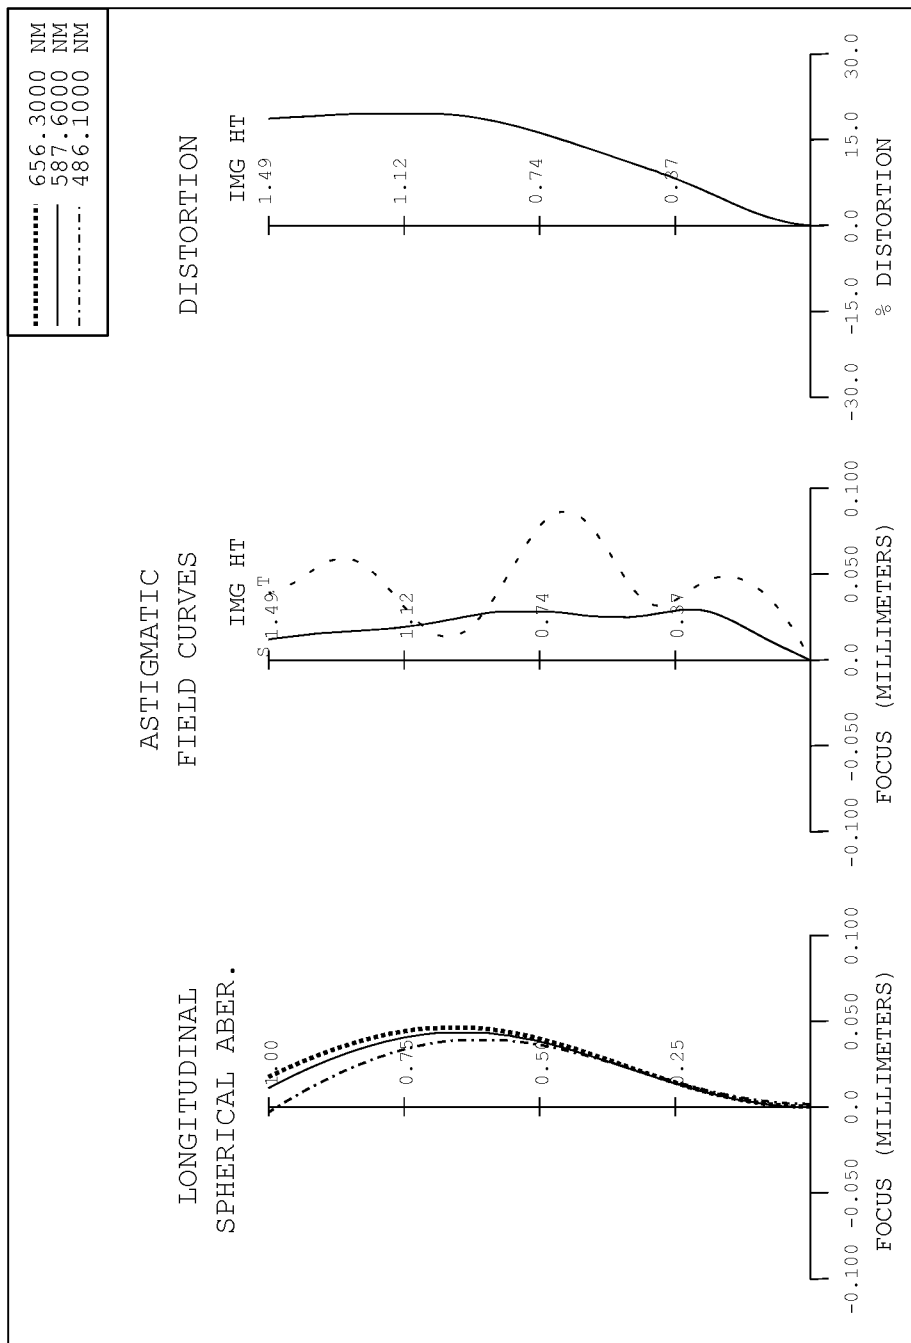 656.3000 NM
587.6000 NM
486.1000 NM
LONGITUDINAL
SPHERICAL ABER.
1.00
0.75
0.50
0.25
-0.100
-0.050
0.0
0.050
0.100
FOCUS (MILLIMETERS)
ASTIGMATIC
FIELD CURVES
IMG HT
S 1.49 T
1.12
0.74
0.37
-0.100
-0.050
0.0
0.050
0.100
FOCUS (MILLIMETERS)
DISTORTION
IMG HT
1.49
1.12
0.74
0.37
-30.0
-15.0
0.0
15.0
30.0
% DISTORTION